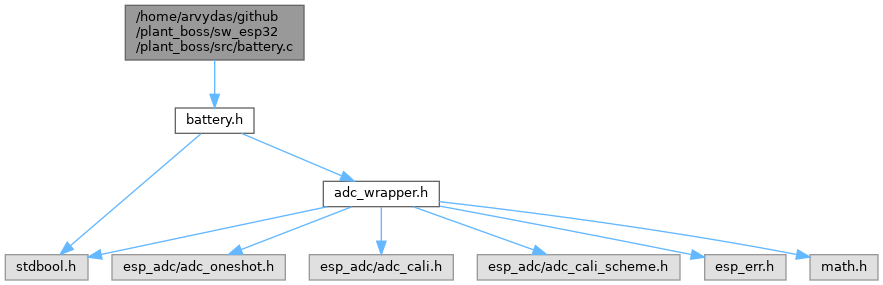 /home/arvydas/github
/plant_boss/sw_esp32
/plant_boss/src/battery.c
battery.h
adc_wrapper.h
stdbool.h
esp_adc/adc_oneshot.h
esp_adc/adc_cali.h
esp_adc/adc_cali_scheme.h
esp_err.h
math.h